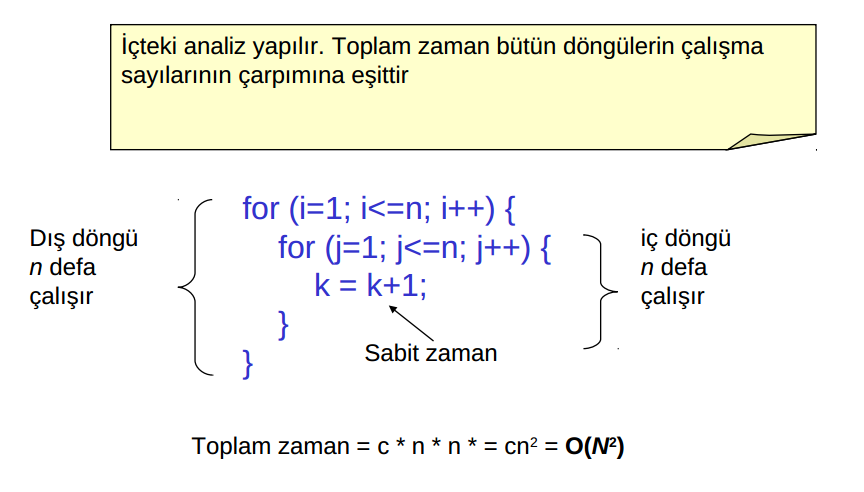 İçteki analiz yapılır. Toplam zaman bütün döngülerin çalışma
sayılarının çarpımına eşittir
for (i=1; i<=n; i++) {
for (j=1; j<=n; j++) {
k = k+1;
}
}
Dış döngü
n defa
çalışır
iç döngü
n defa
çalışır
Sabit zaman
Toplam zaman = c * n * n * = cn² = O(N²)